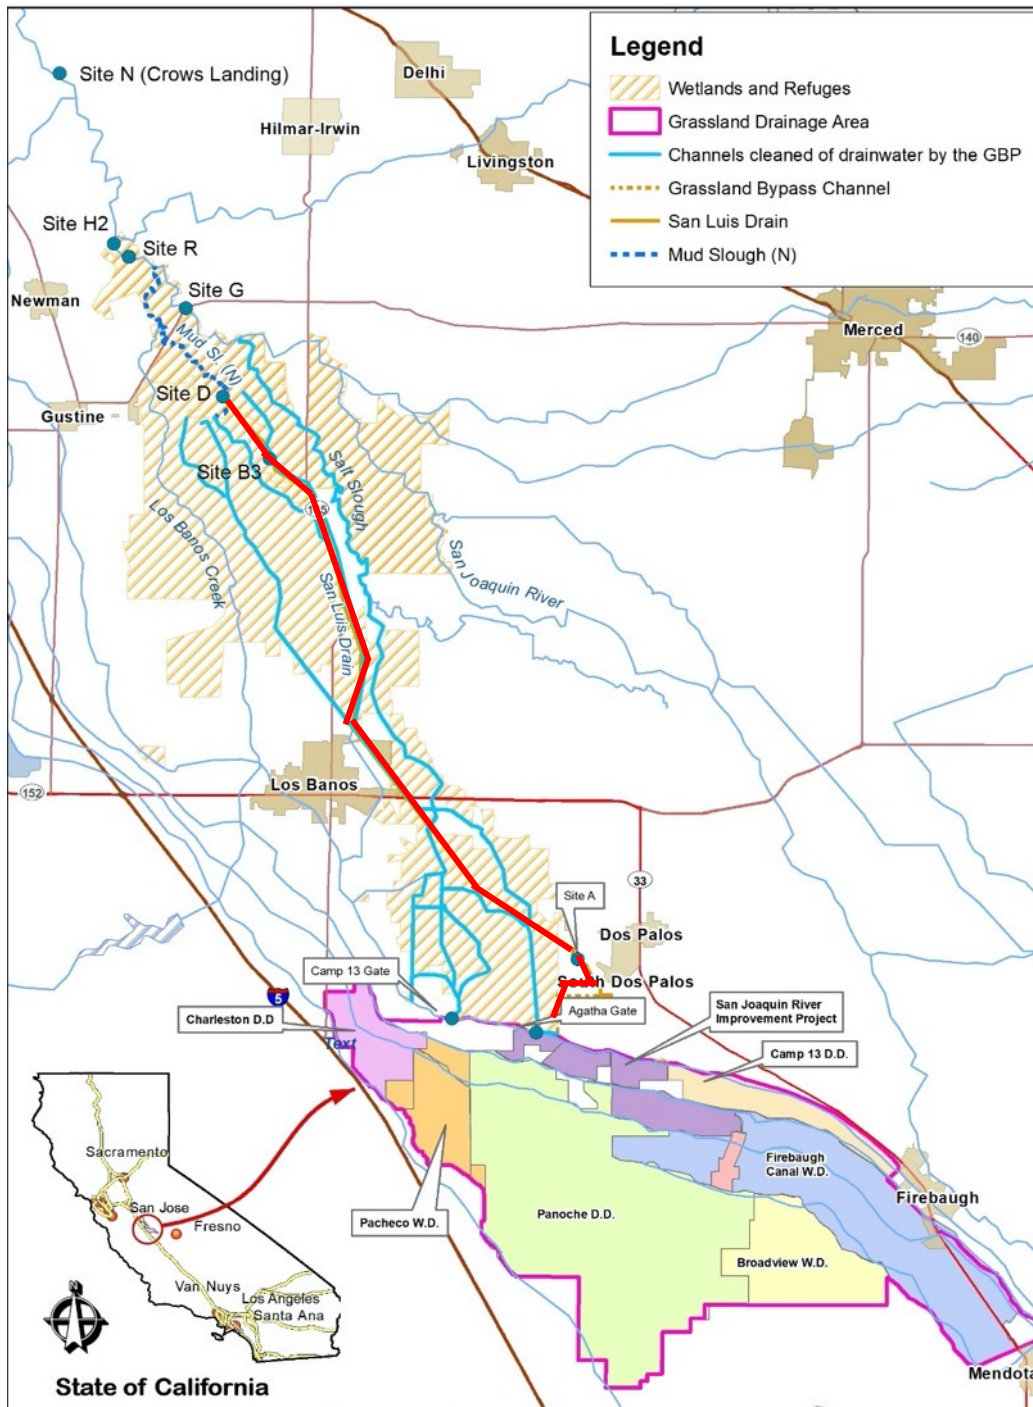 Legend
Wetlands and Refuges
Grassland Drainage Area
Channels cleaned of drainwater by the GBP
Grassland Bypass Channel
San Luis Drain
Mud Slough (N)
Site N (Crows Landing)
Delhi
Hilmar-Irwin
Livingston
Site H2
Site R
Newman
Site G
Merced
140
Mud Sl. (N)
Site D
Gustine
Site B3
Salt Slough
Los Banos Creek
San Joaquin River
San Luis Drain
Los Banos
152
33
Site A
Dos Palos
Camp 13 Gate
South Dos Palos
5
Agatha Gate
San Joaquin River
Improvement Project
Charleston D.D
Text
Camp 13 D.D.
Sacramento
San Jose
Fresno
Van Nuys
Los Angeles
Santa Ana
Firebaugh
Canal W.D.
Firebaugh
Pacheco W.D.
Panoche D.D.
Broadview W.D.
Mendota
N
State of California